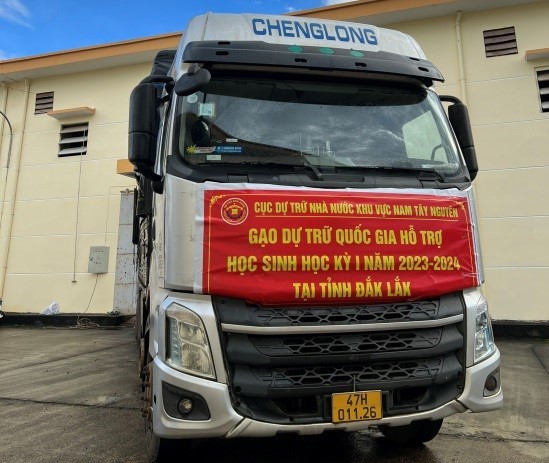 CHENGLONG
CỤC DỰ TRỮ NHÀ NƯỚC KHU VỰC NAM TÂY NGUYÊN
GẠO DỰ TRỮ QUỐC GIA HỖ TRỢ
HỌC SINH HỌC KỲ I NĂM 2023-2024
TẠI TỈNH ĐẮK LẮK
47H
011.26